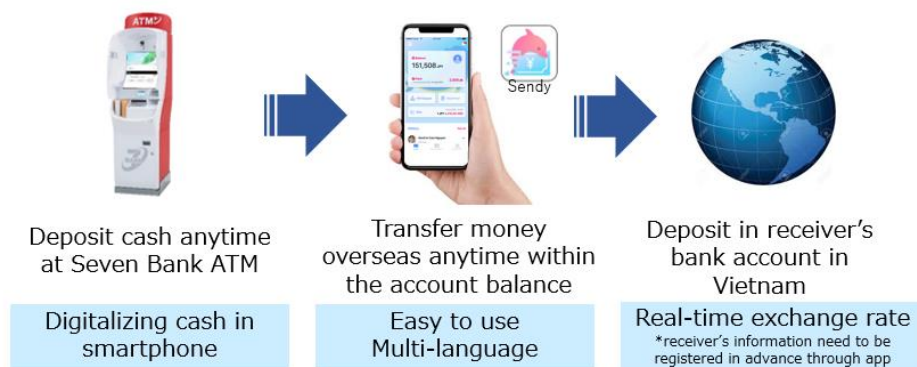 ATM
151,508
Sendy
Deposit cash anytime
at Seven Bank ATM
Transfer money
overseas anytime within
the account balance
Deposit in receiver's
bank account in
Vietnam
Digitalizing cash in
smartphone
Easy to use
Multi-language
Real-time exchange rate
*receiver's information need to be
registered in advance through app